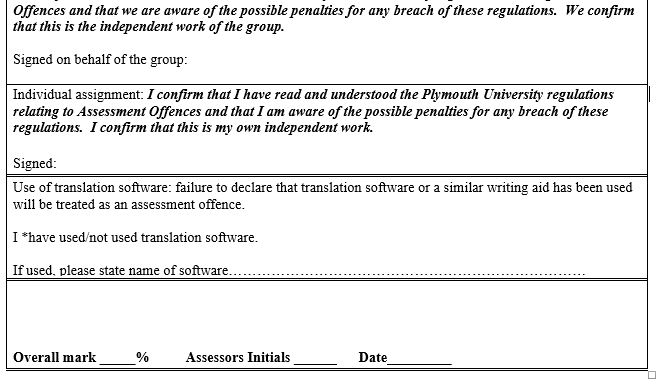 Offences and that we are aware of the possible penalties for any breach of these regulations. We confirm
that this is the independent work of the group.
Signed on behalf of the group:
Individual assignment: I confirm that I have read and understood the Plymouth University regulations
relating to Assessment Offences and that I am aware of the possible penalties for any breach of these
regulations. I confirm that this is my own independent work.
Signed:
Use of translation software: failure to declare that translation software or a similar writing aid has been used
will be treated as an assessment offence.
I *have used/not used translation software.
If used, please state name of software……………………………………………………………
Overall mark _____% Assessors Initials ______ Date_________